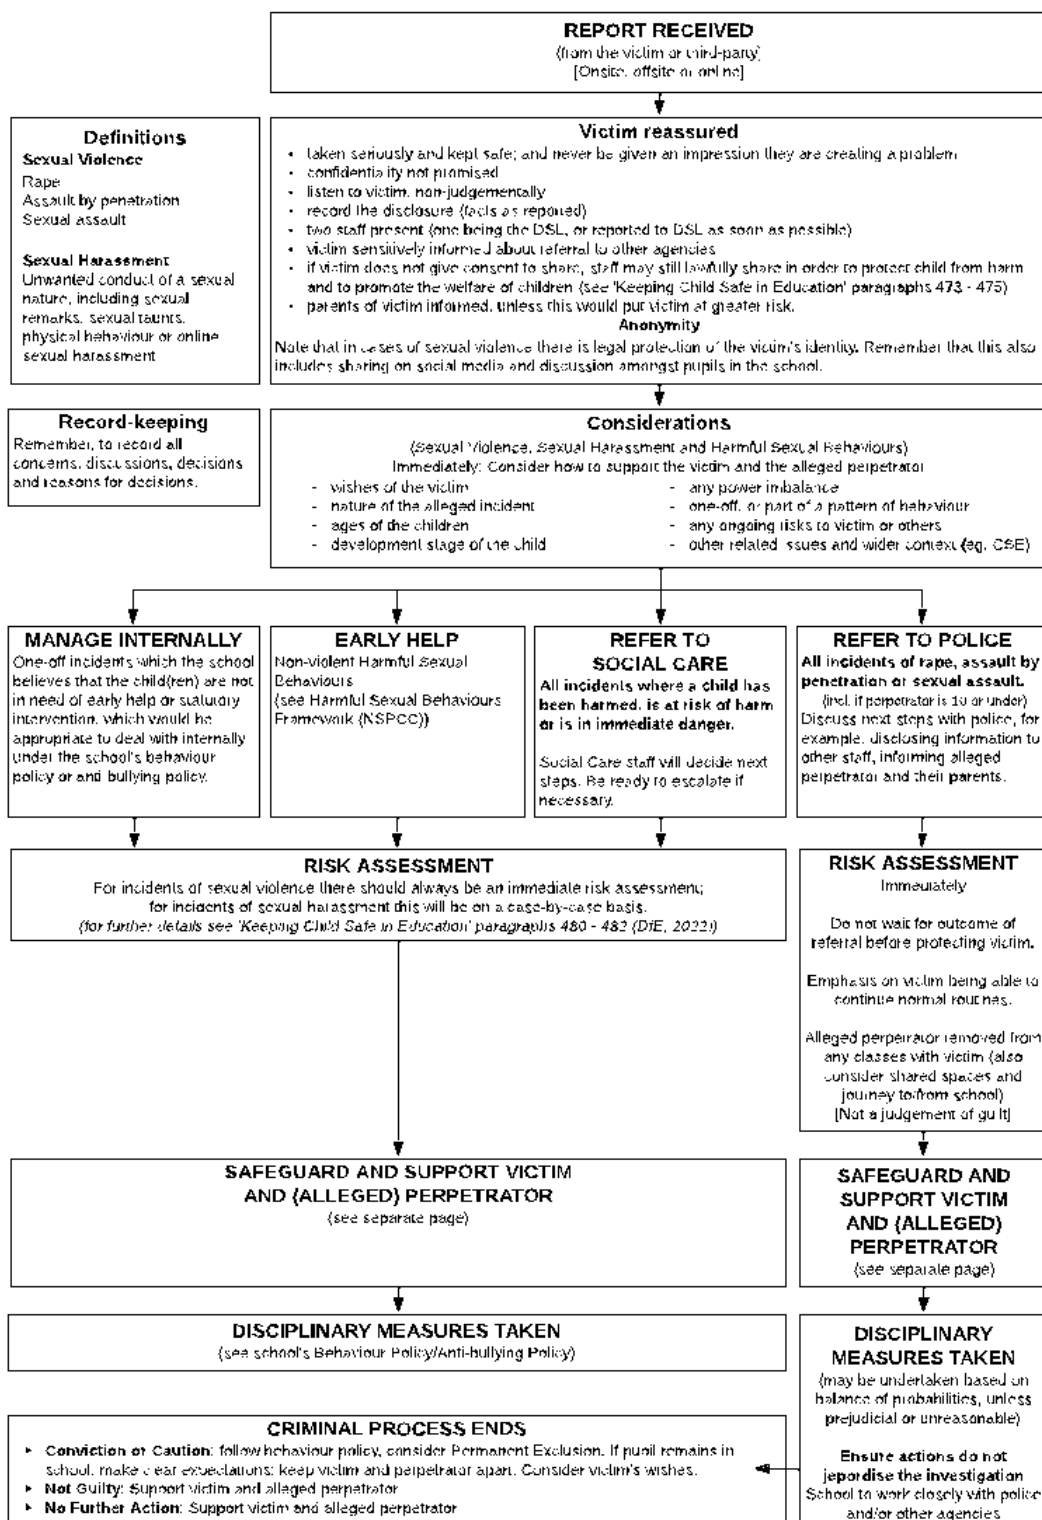 REPORT RECEIVED
(from the victim or third-party)
[Onsite, offsite or online]
Definitions
Sexual Violence
Rape
Assault by penetration
Sexual assault
Sexual Harassment
Unwanted conduct of a sexual
nature, including sexual
remarks, sexual taunts,
physical behaviour or online
sexual harassment
Victim reassured
- taken seriously and kept safe; and never be given an impression they are creating a problem
- confidentiality not promised
- listen to victim, non-judgementally
- record the disclosure (facts as reported)
- two staff present (one being the DSL, or reported to DSL as soon as possible)
- victim sensitively informed about referral to other agencies
- if victim does not give consent to share, staff may still lawfully share in order to protect child from harm
and to promote the welfare of children (see 'Keeping Child Safe in Education' paragraphs 473 - 475)
- parents of victim informed, unless this would put victim at greater risk.
Anonymity
Note that in cases of sexual violence there is legal protection of the victim's identity. Remember that this also
includes sharing on social media and discussion amongst pupils in the school.
Record-keeping
Remember, to record all
concerns, discussions, decisions
and reasons for decisions.
Considerations
(Sexual Violence, Sexual Harassment and Harmful Sexual Behaviours)
Immediately: Consider how to support the victim and the alleged perpetrator
- wishes of the victim
- nature of the alleged incident
- ages of the children
- development stage of the child
- any power imbalance
- one-off, or part of a pattern of behaviour
- any ongoing risks to victim or others
- other related issues and wider context (eg. CSE)
MANAGE INTERNALLY
One-off incidents which the school
believes that the child(ren) are not
in need of early help or statutory
intervention, which would be
appropriate to deal with internally
under the school's behaviour
policy or anti bullying policy.
EARLY HELP
Non-violent Harmful Sexual
Behaviours
(see Harmful Sexual Behaviours
Framework (NSPCC))
REFER TO
SOCIAL CARE
All incidents where a child has
been harmed, is at risk of harm
or is in immediate danger.
Social Care staff will decide next
steps. Be ready to escalate if
necessary.
REFER TO POLICE
All incidents of rape, assault by
penetration or sexual assault.
(incl. if perpetrator is 10 or under)
Discuss next steps with police, for
example, disclosing information to
other staff, informing alleged
perpetrator and their parents.
RISK ASSESSMENT
For incidents of sexual violence there should always be an immediate risk assessment;
for incidents of sexual harassment this will be on a case-by-case basis.
(for further details see 'Keeping Child Safe in Education' paragraphs 480 - 482 (DfE, 2022))
RISK ASSESSMENT
Immediately
Do not wait for outcome of
referral before protecting victim.
Emphasis on victim being able to
continue normal routines.
Alleged perpetrator removed from
any classes with victim (also
consider shared spaces and
journey to/from school)
[Not a judgement of guilt]
SAFEGUARD AND SUPPORT VICTIM
AND (ALLEGED) PERPETRATOR
(see separate page)
SAFEGUARD AND
SUPPORT VICTIM
AND (ALLEGED)
PERPETRATOR
(see separate page)
DISCIPLINARY MEASURES TAKEN
(see school's Behaviour Policy/Anti-bullying Policy)
DISCIPLINARY
MEASURES TAKEN
(may be undertaken based on
balance of probabilities, unless
prejudicial or unreasonable)
Ensure actions do not
jepordise the investigation
School to work closely with police
and/or other agencies
CRIMINAL PROCESS ENDS
Conviction or Caution: follow behaviour policy, consider Permanent Exclusion. If pupil remains in
school, make clear expectations; keep victim and perpetrator apart. Consider victim's wishes.
Not Guilty: Support victim and alleged perpetrator
No Further Action: Support victim and alleged perpetrator